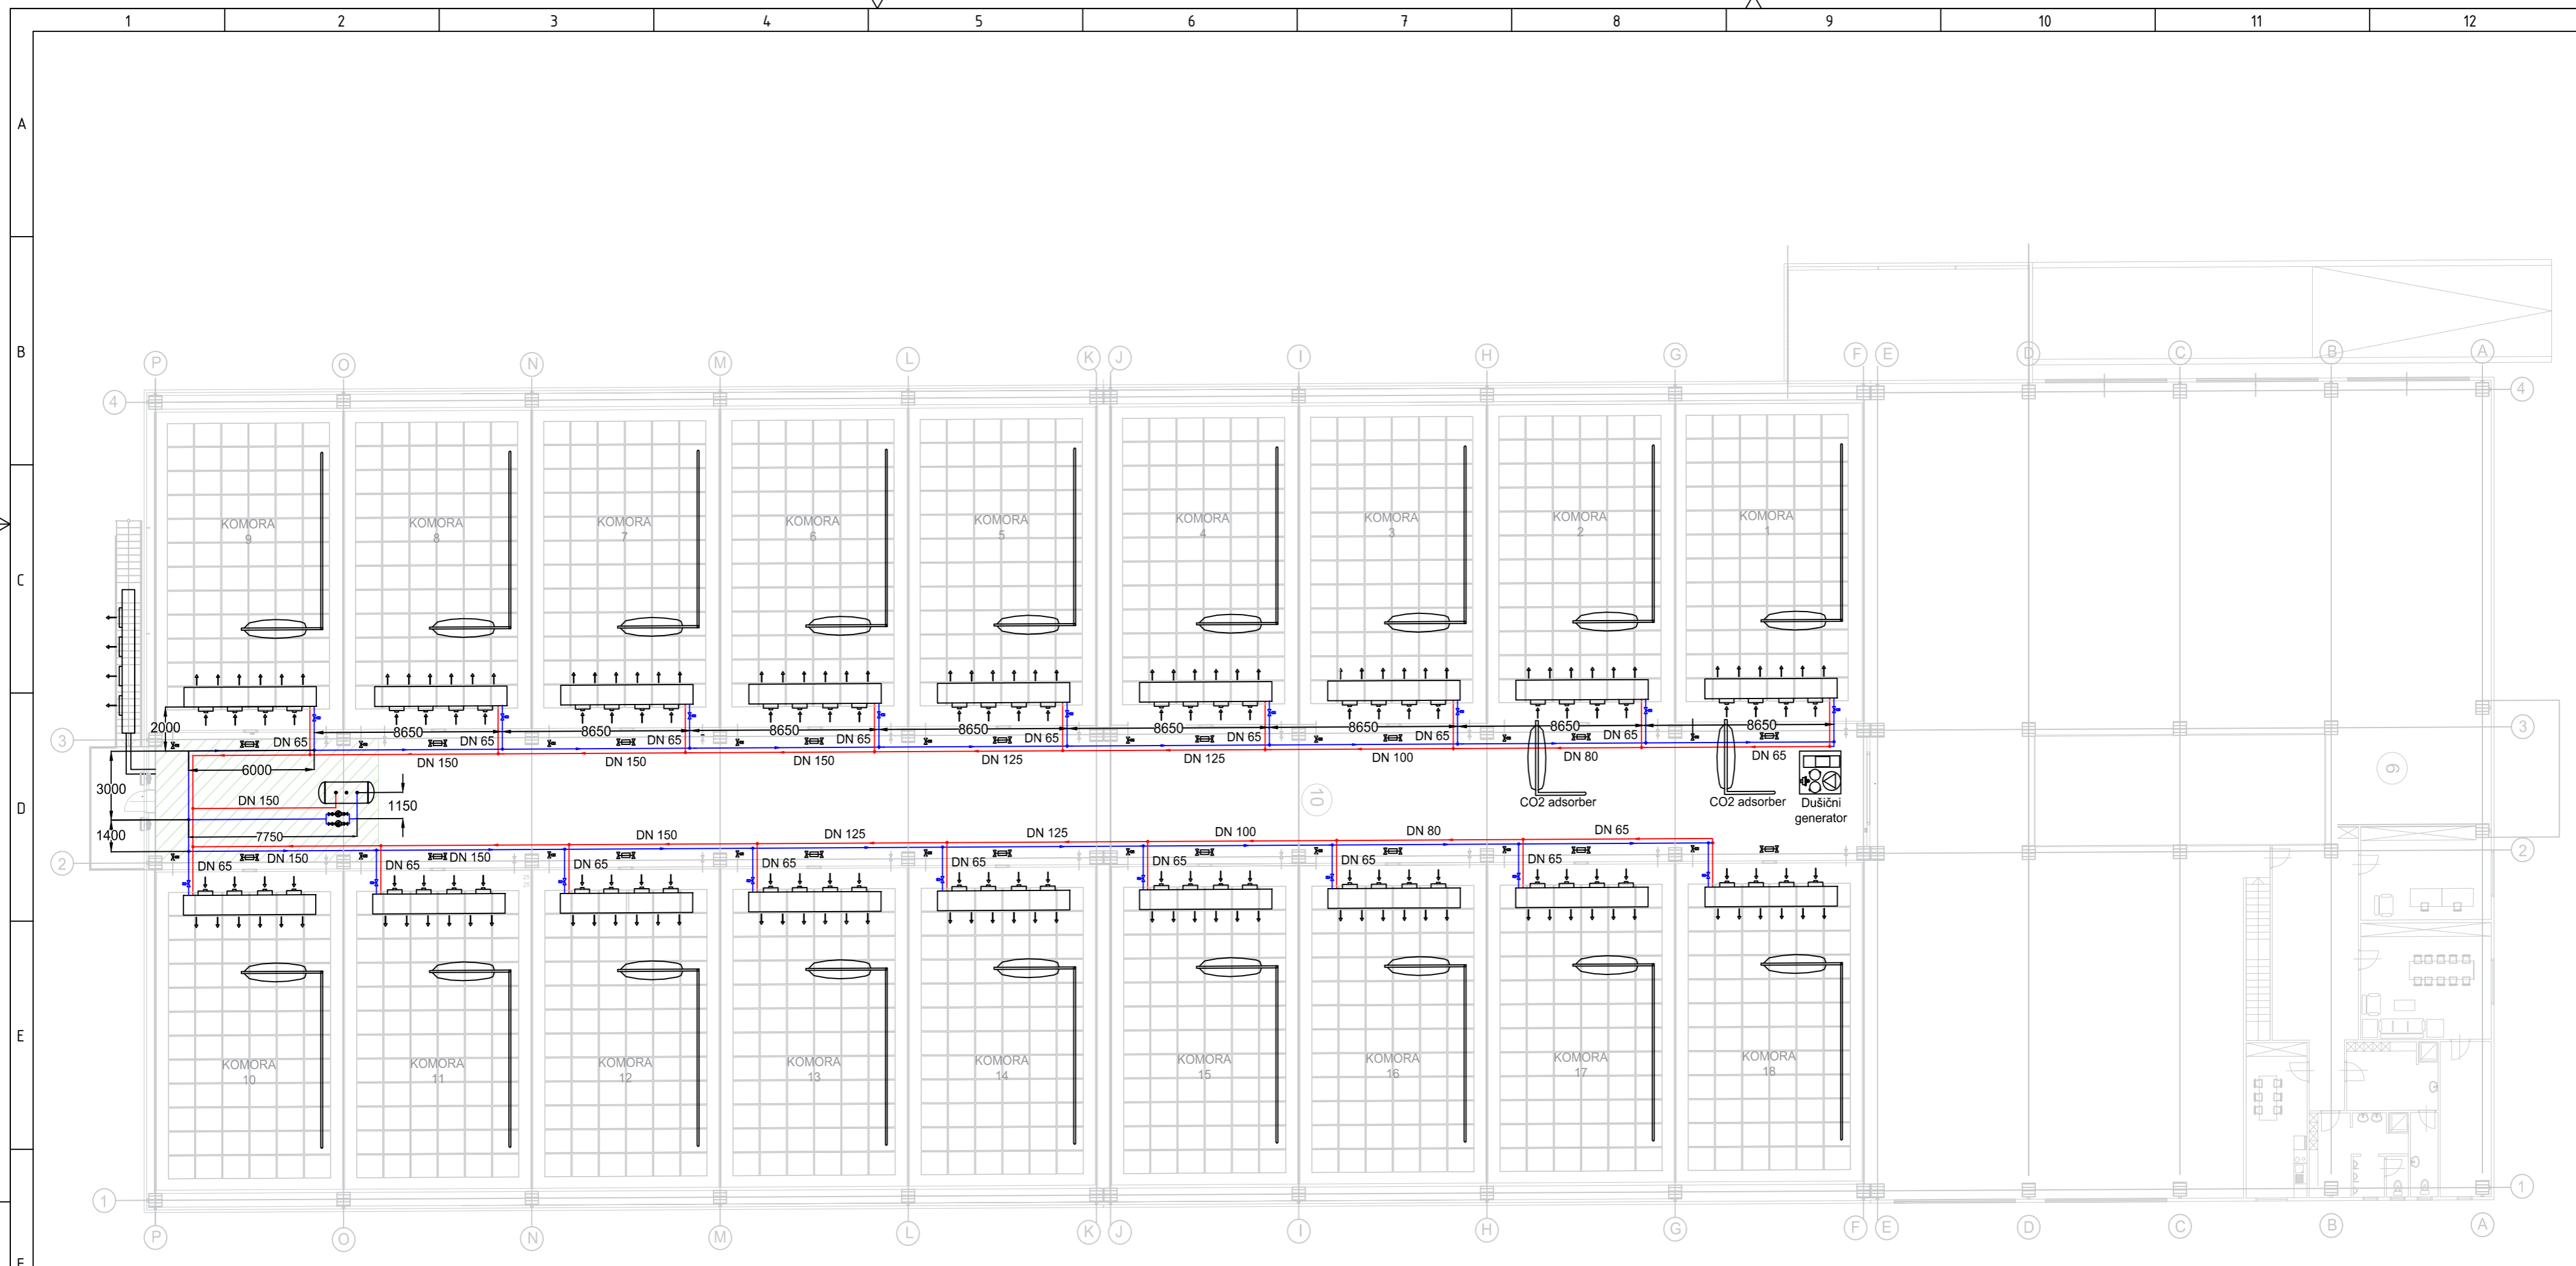 1 2 3 4 5 6 7 8 9 10 11 12
A
B
P O N M L K J I H G F E D C B A
4 4
KOMORA KOMORA KOMORA KOMORA KOMORA KOMORA KOMORA KOMORA KOMORA
9 8 7 6 5 4 3 2 1
C
2000
8650 8650 8650 8650 8650 8650 8650 8650
3 3
DN 65 DN 65 DN 65 DN 65 DN 65 DN 65 DN 65 DN 65
DN 150 DN 150 DN 150 DN 125 DN 125 DN 100 DN 80 DN 65
6000
3000
DN 150
1150
10
6
CO2 adsorber CO2 adsorber Dušični
generator
D
1400
7750
DN 150 DN 125 DN 125 DN 100 DN 80 DN 65
DN 150 DN 150
2 2
DN 65 DN 65 DN 65 DN 65 DN 65 DN 65 DN 65 DN 65
E
KOMORA KOMORA KOMORA KOMORA KOMORA KOMORA KOMORA KOMORA KOMORA
10 11 12 13 14 15 16 17 18
1 1
P O N M L K J I H G F E D C B A